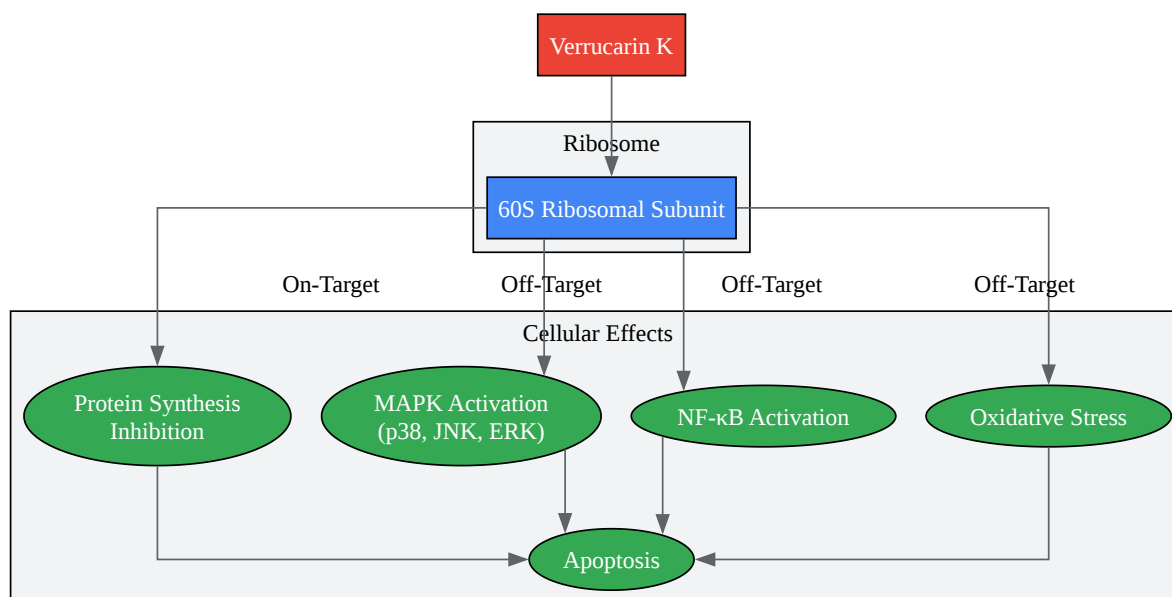 Verrucarin K
Ribosome
60S Ribosomal Subunit
On-Target
Off-Target
Off-Target
Off-Target
Cellular Effects
Protein Synthesis
Inhibition
MAPK Activation
(p38, JNK, ERK)
NF-κB Activation
Oxidative Stress
Apoptosis